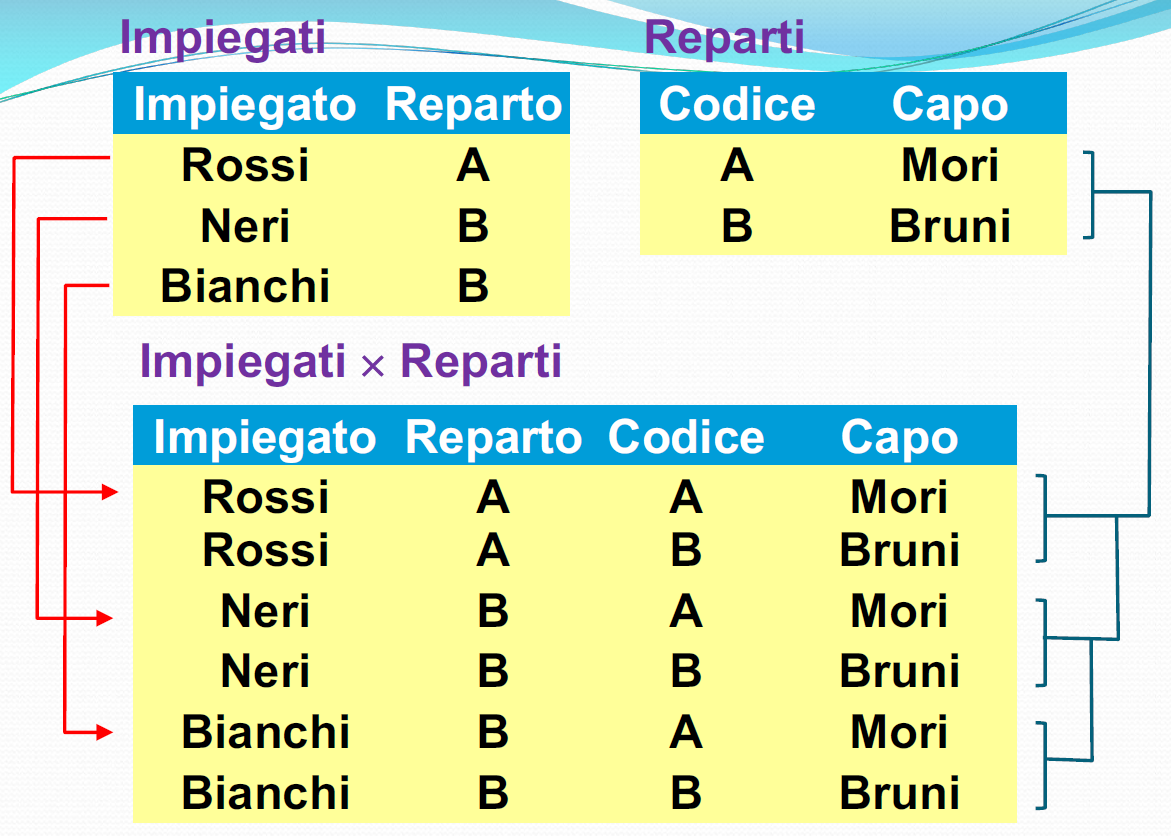 Impiegati Reparti
Impiegato Reparto Codice Capo
Rossi A A Mori
Neri B B Bruni
Bianchi B
Impiegati × Reparti
Impiegato Reparto Codice Capo
Rossi A A Mori
Rossi A B Bruni
Neri B A Mori
Neri B B Bruni
Bianchi B A Mori
Bianchi B B Bruni